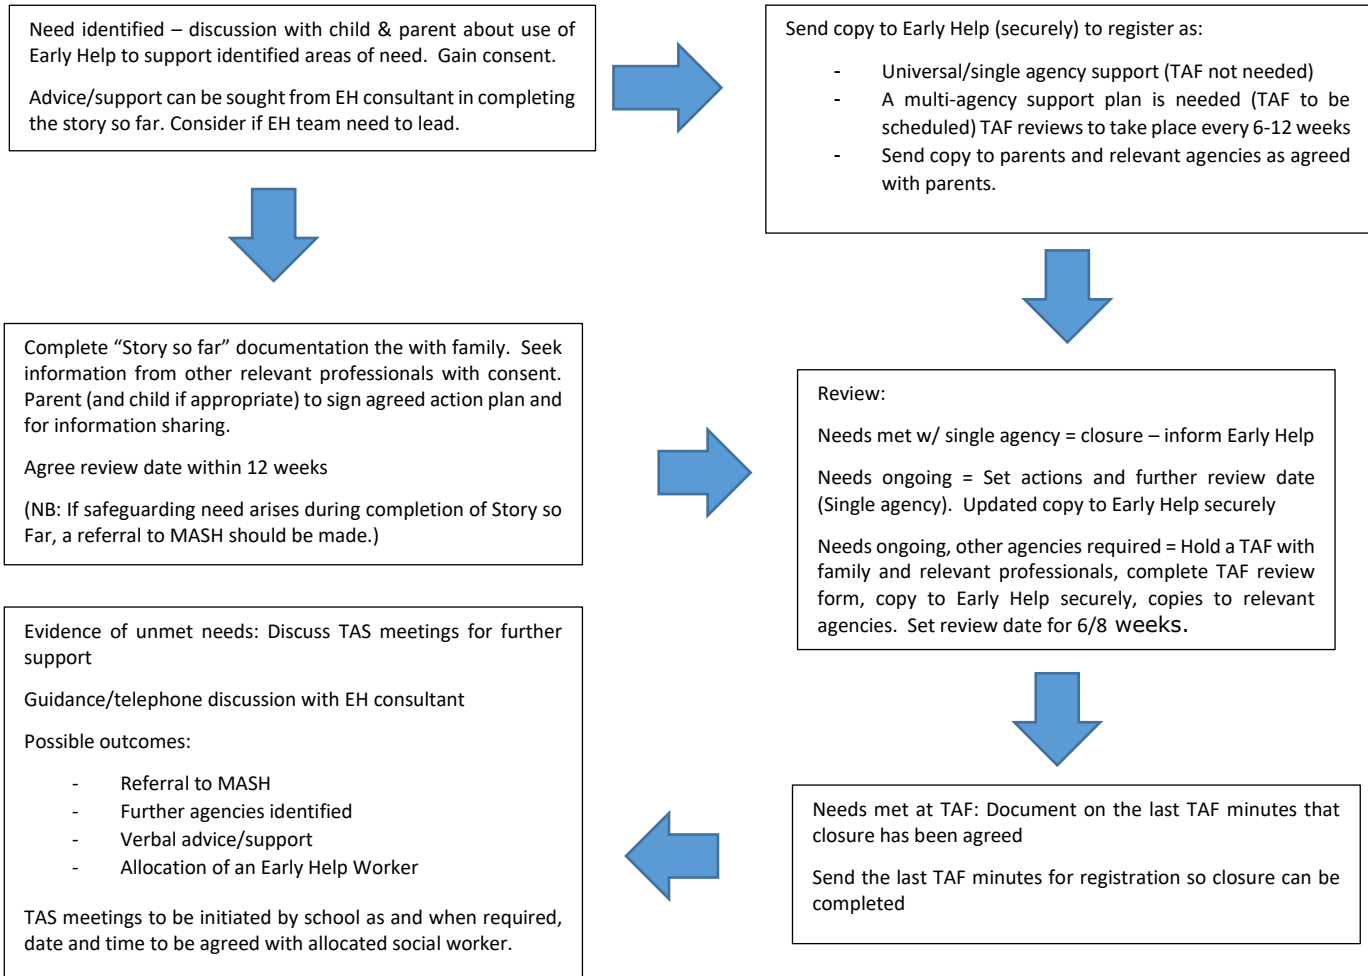 Need identified – discussion with child & parent about use of
Early Help to support identified areas of need. Gain consent.
Advice/support can be sought from EH consultant in completing
the story so far. Consider if EH team need to lead.
Send copy to Early Help (securely) to register as:
- Universal/single agency support (TAF not needed)
- A multi-agency support plan is needed (TAF to be
scheduled) TAF reviews to take place every 6-12 weeks
- Send copy to parents and relevant agencies as agreed
with parents.
Complete “Story so far” documentation the with family. Seek
information from other relevant professionals with consent.
Parent (and child if appropriate) to sign agreed action plan and
for information sharing.
Agree review date within 12 weeks
(NB: If safeguarding need arises during completion of Story so
Far, a referral to MASH should be made.)
Review:
Needs met w/ single agency = closure – inform Early Help
Needs ongoing = Set actions and further review date
(Single agency). Updated copy to Early Help securely
Needs ongoing, other agencies required = Hold a TAF with
family and relevant professionals, complete TAF review
form, copy to Early Help securely, copies to relevant
agencies. Set review date for 6/8 weeks.
Evidence of unmet needs: Discuss TAS meetings for further
support
Guidance/telephone discussion with EH consultant
Possible outcomes:
- Referral to MASH
- Further agencies identified
- Verbal advice/support
- Allocation of an Early Help Worker
TAS meetings to be initiated by school as and when required,
date and time to be agreed with allocated social worker.
Needs met at TAF: Document on the last TAF minutes that
closure has been agreed
Send the last TAF minutes for registration so closure can be
completed